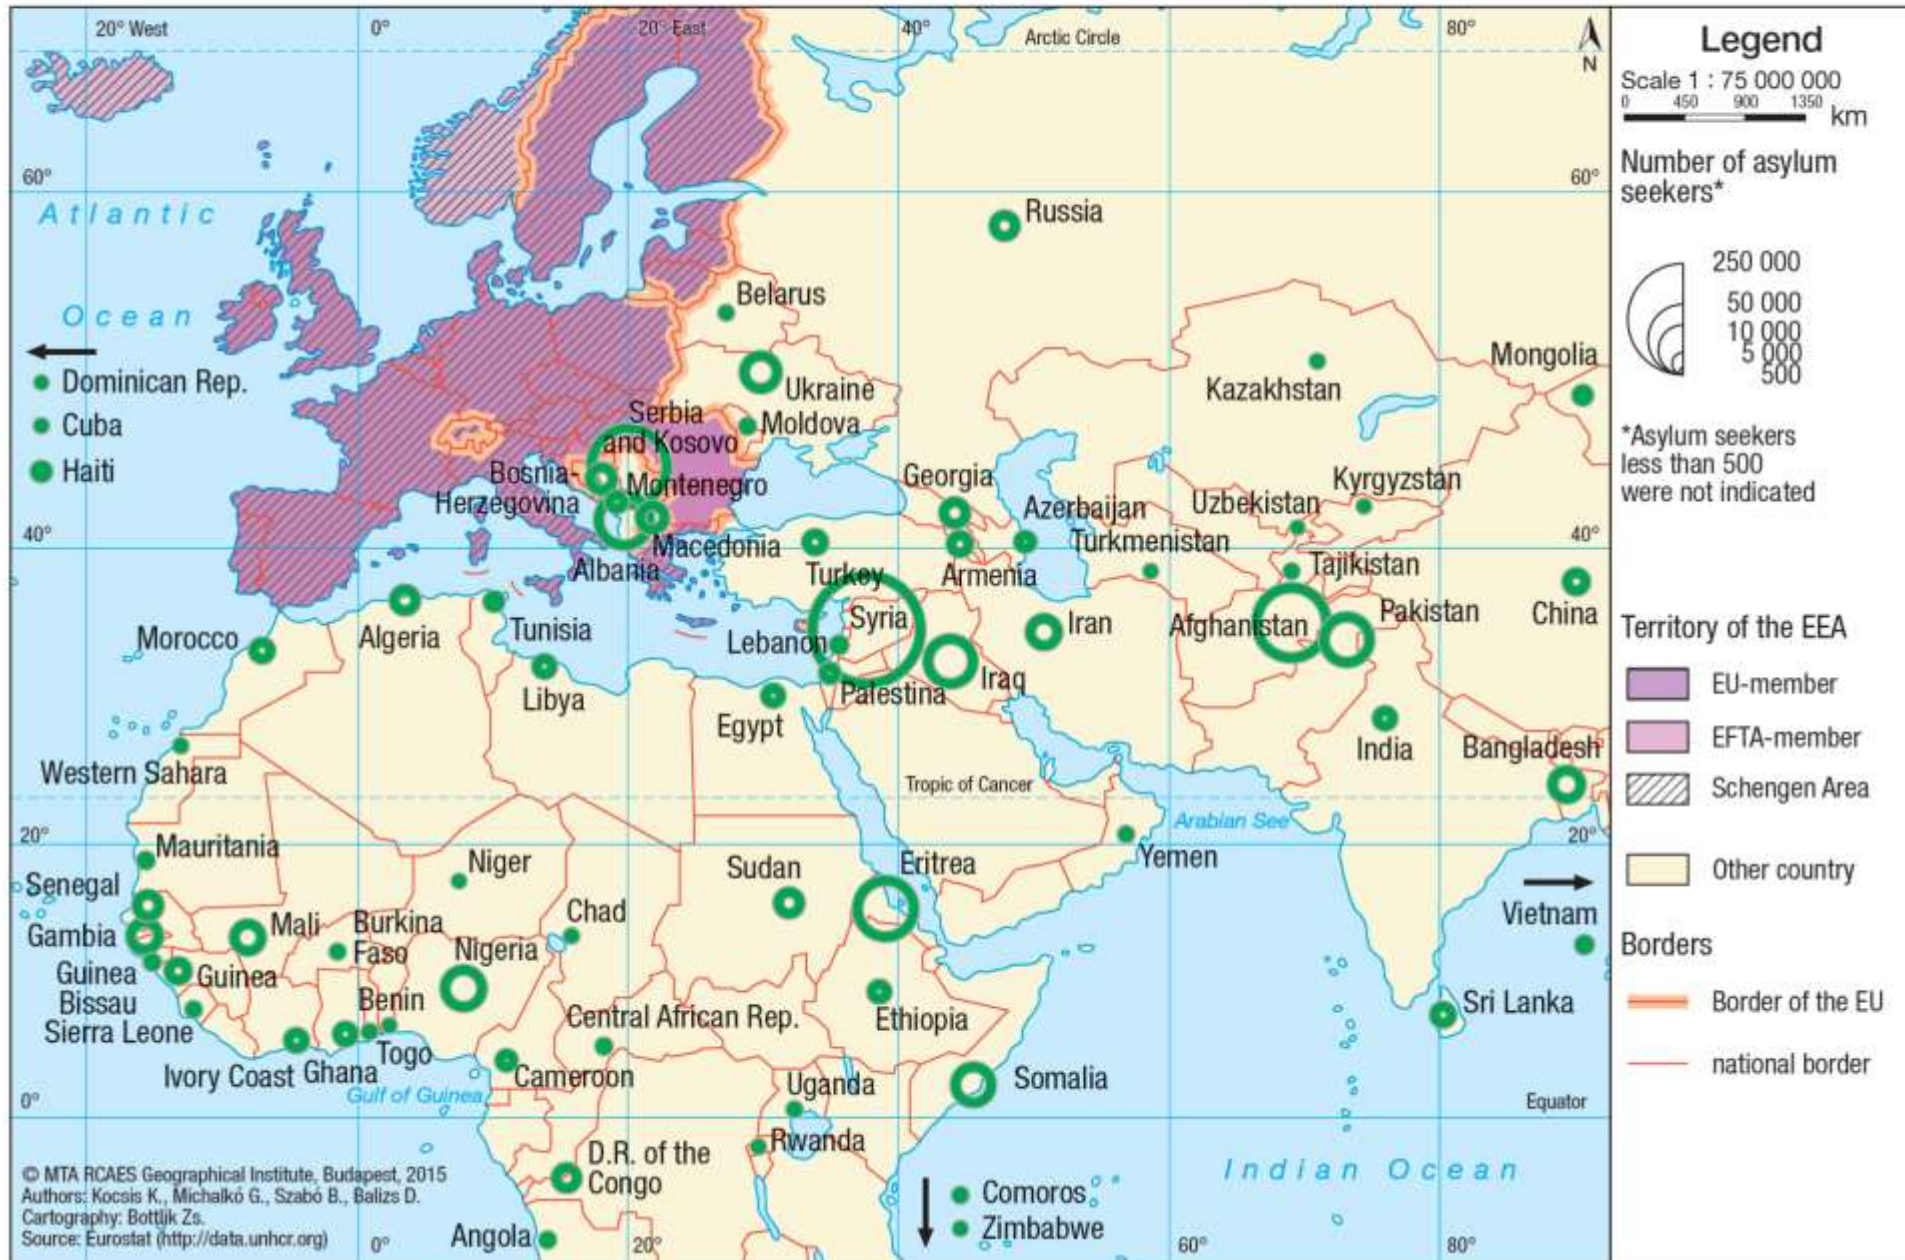 20° West
0°
20° East
40°
Arctic Circle
80°
N
60°
60°
Atlantic
Ocean
Russia
Belarus
Dominican Rep.
Cuba
Haiti
Ukraine
Moldova
Kazakhstan
Mongolia
Serbia
and Kosovo
Bosnia-
Herzegovina
Montenegro
Macedonia
Albania
Georgia
Azerbaijan
Armenia
Turkmenistan
Uzbekistan
Kyrgyzstan
Tajikistan
40°
40°
Turkey
Syria
Lebanon
Palestina
Iraq
Iran
Afghanistan
Pakistan
China
Morocco
Algeria
Tunisia
Libya
Egypt
India
Bangladesh
Western Sahara
Tropic of Cancer
Arabian See
20°
20°
Mauritania
Niger
Sudan
Eritrea
Yemen
Senegal
Gambia
Mali
Burkina
Faso
Chad
Nigeria
Guinea
Bissau
Guinea
Benin
Sierra Leone
Ivory Coast
Ghana
Togo
Central African Rep.
Ethiopia
Vietnam
Sri Lanka
Cameroon
Gulf of Guinea
Uganda
Somalia
0°
Equator
Rwanda
D.R. of the
Congo
Indian Ocean
Comoros
Zimbabwe
Angola
© MTA RCAES Geographical Institute, Budapest, 2015
Authors: Kocsis K., Michalkó G., Szabó B., Balizs D.
Cartography: Bottlik Zs.
Source: Eurostat (http://data.unhcr.org)
0°
20°
60°
80°
Legend
Scale 1 : 75 000 000
0 450 900 1350
km
Number of asylum
seekers*
250 000
50 000
10 000
5 000
500
*Asylum seekers
less than 500
were not indicated
Territory of the EEA
EU-member
EFTA-member
Schengen Area
Other country
Borders
Border of the EU
national border